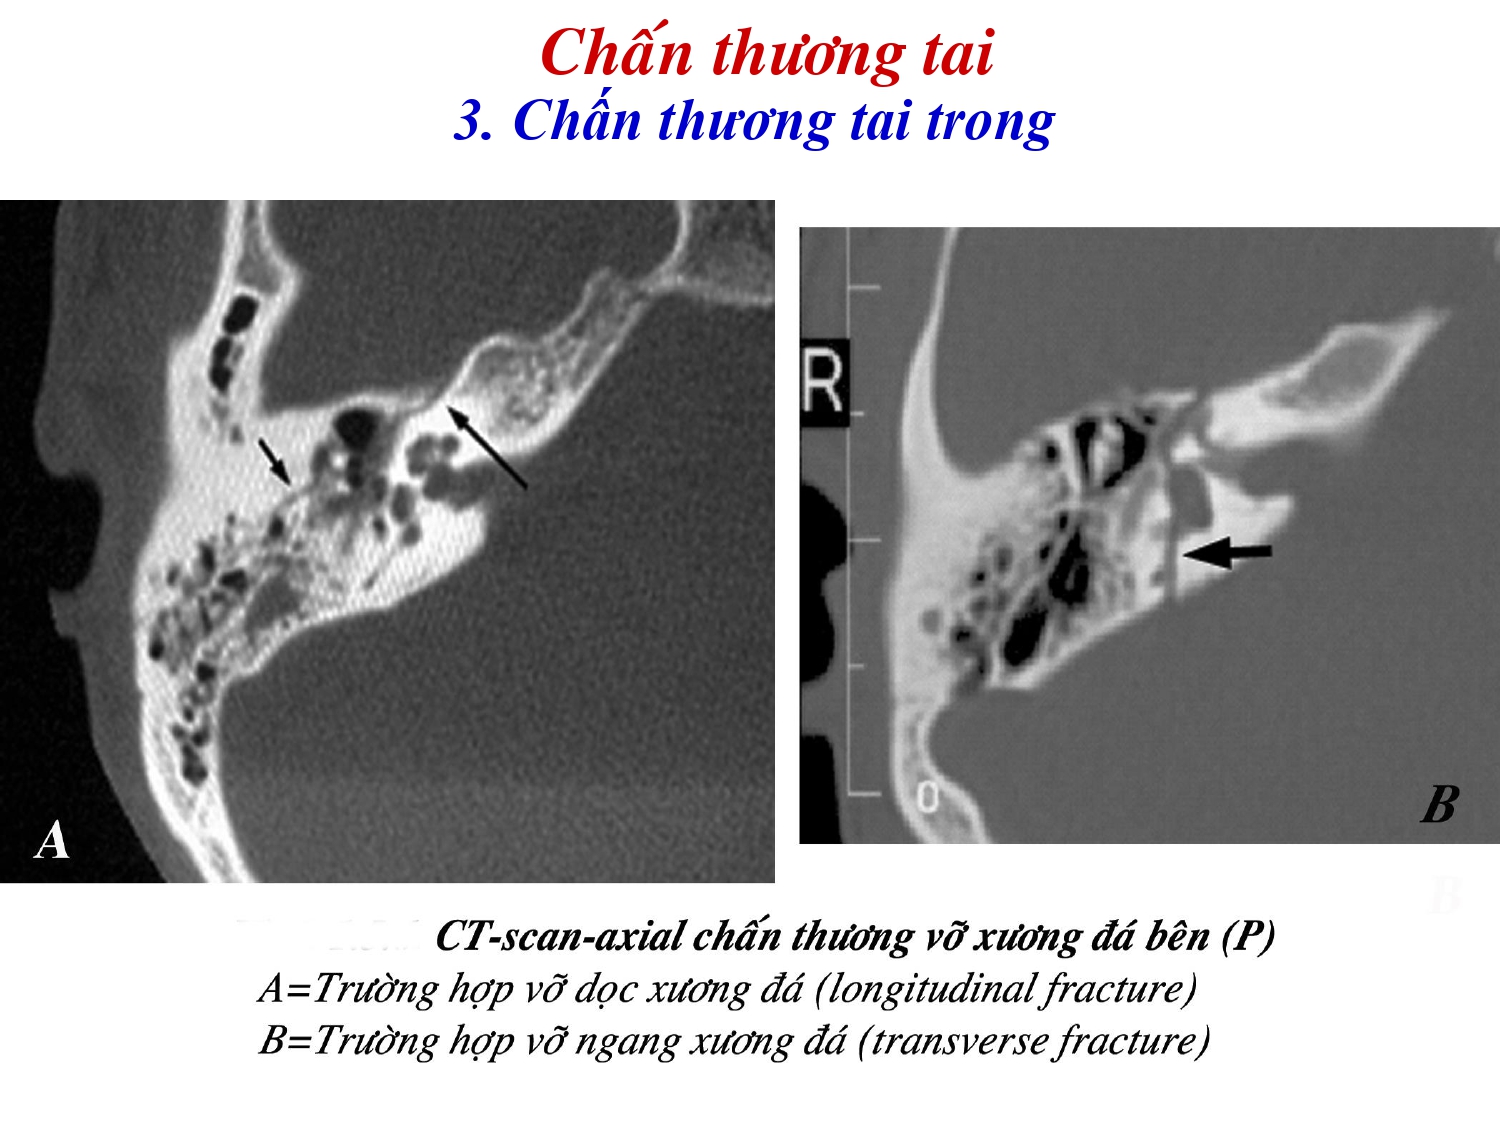 Chấn thương tai
3. Chấn thương tai trong
R
O
A
B
CT-scan-axial chấn thương vỡ xương đá bên (P)
A=Trường hợp vỡ dọc xương đá (longitudinal fracture)
B=Trường hợp vỡ ngang xương đá (transverse fracture)